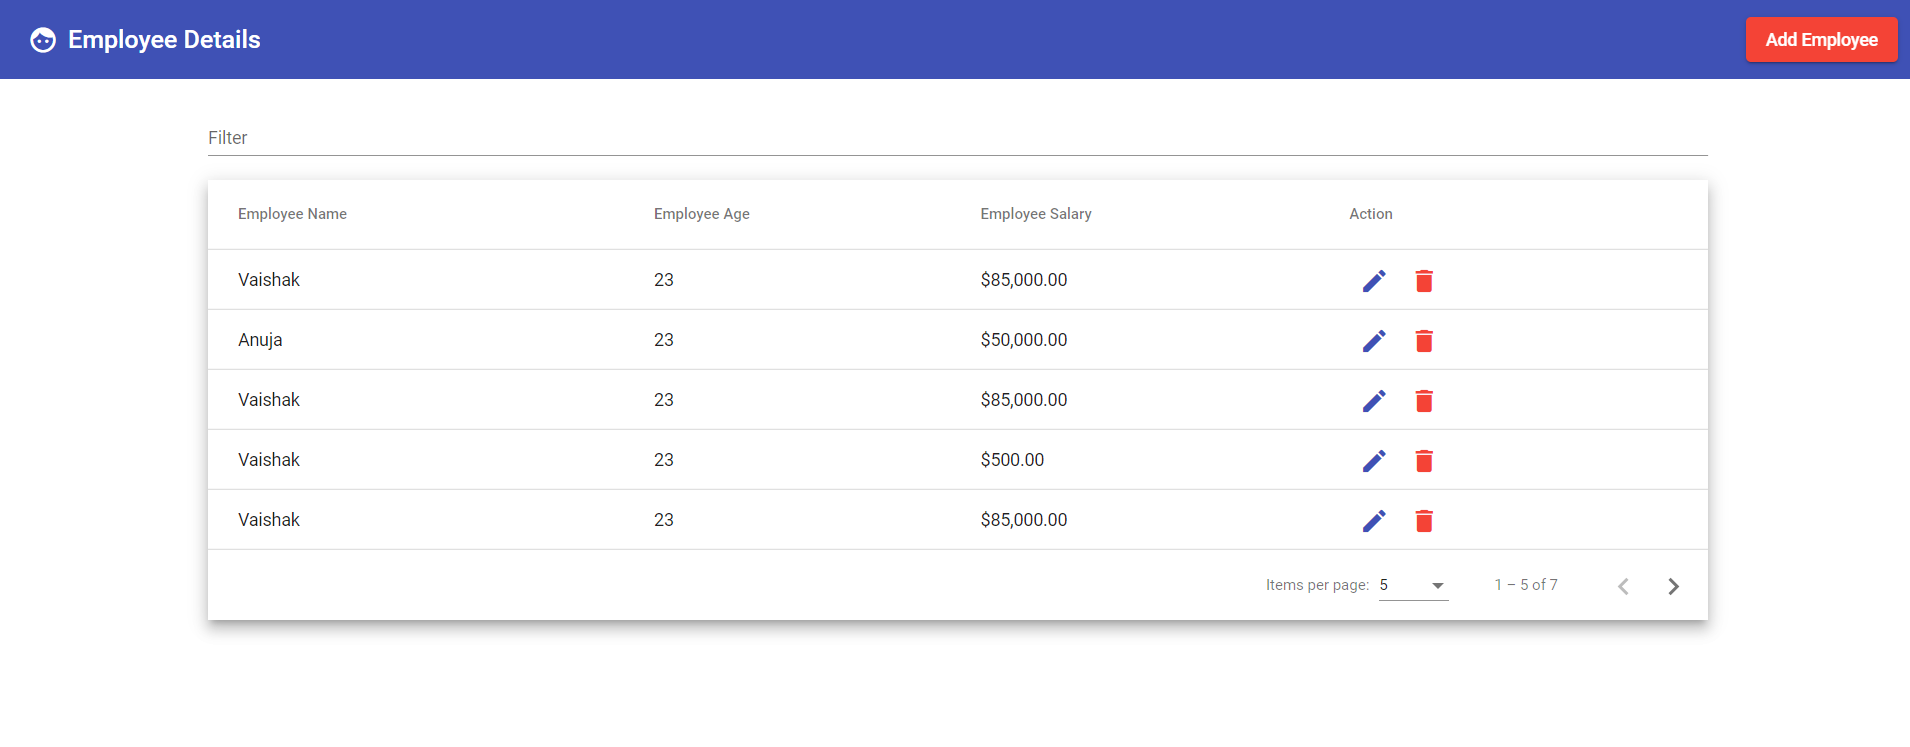 Employee Details
Add Employee
Filter
Employee Name Employee Age Employee Salary Action
Vaishak 23 $85,000.00
Anuja 23 $50,000.00
Vaishak 23 $85,000.00
Vaishak 23 $500.00
Vaishak 23 $85,000.00
Items per page: 5 1 – 5 of 7